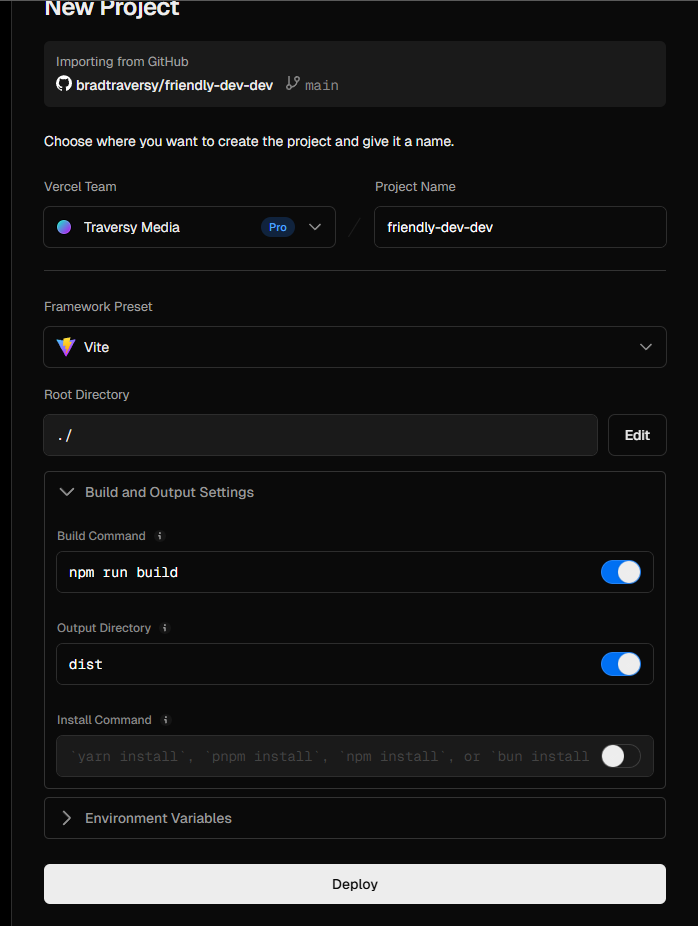 New Project
Importing from GitHub
bradtraversy/friendly-dev-dev main
Choose where you want to create the project and give it a name.
Vercel Team
Project Name
Traversy Media Pro
/
friendly-dev-dev
Framework Preset
Vite
Root Directory
./
Edit
Build and Output Settings
Build Command i
npm run build
Output Directory i
dist
Install Command i
`yarn install`, `pnpm install`, `npm install`, or `bun install
Environment Variables
Deploy